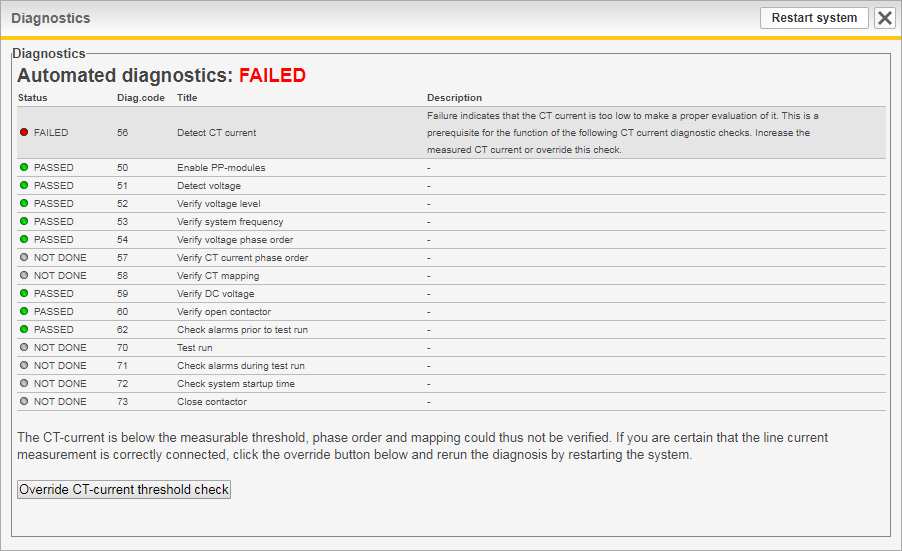 Diagnostics
Restart system
Diagnostics
Automated diagnostics: FAILED
Status Diag.code Title Description
FAILED 56 Detect CT current Failure indicates that the CT current is too low to make a proper evaluation of it. This is a
prerequisite for the function of the following CT current diagnostic checks. Increase the
measured CT current or override this check.
PASSED 50 Enable PP-modules -
PASSED 51 Detect voltage -
PASSED 52 Verify voltage level -
PASSED 53 Verify system frequency -
PASSED 54 Verify voltage phase order -
NOT DONE 57 Verify CT current phase order -
NOT DONE 58 Verify CT mapping -
PASSED 59 Verify DC voltage -
PASSED 60 Verify open contactor -
PASSED 62 Check alarms prior to test run -
NOT DONE 70 Test run -
NOT DONE 71 Check alarms during test run -
NOT DONE 72 Check system startup time -
NOT DONE 73 Close contactor -
The CT-current is below the measurable threshold, phase order and mapping could thus not be verified. If you are certain that the line current
measurement is correctly connected, click the override button below and rerun the diagnosis by restarting the system.
Override CT-current threshold check